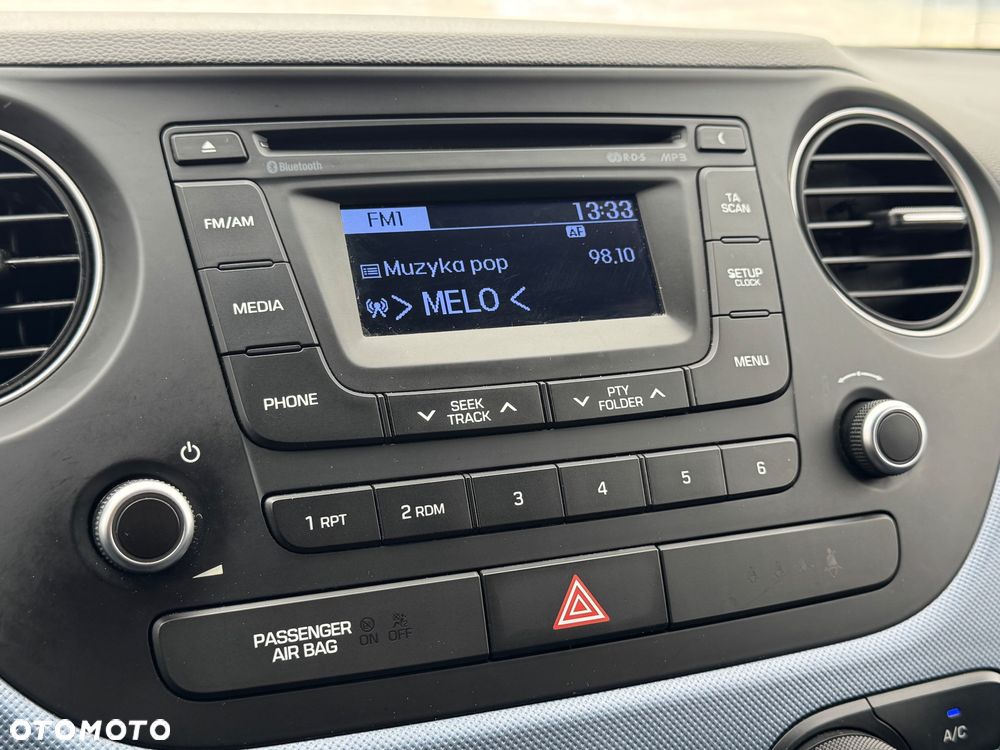 Bluetooth
R·D·S MP3
FM/AM
FM1 13:33
AF
Muzyka pop 98.10
> MELO <
TA
SCAN
MEDIA
SETUP
CLOCK
PHONE
SEEK
TRACK
PTY
FOLDER
MENU
1 RPT
2 RDM
3
4
5
6
PASSENGER
AIR BAG
ON
OFF
A/C
OTOMOTO